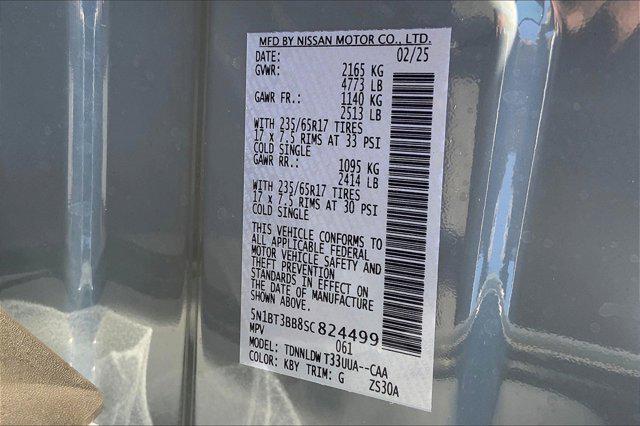 MFD BY NISSAN MOTOR CO., LTD.
DATE: 02/25
GVWR: 2165 KG
4773 LB
GAWR FR.: 1140 KG
2513 LB
WITH 235/65R17 TIRES
17 x 7.5 RIMS AT 33 PSI
COLD SINGLE
GAWR RR.: 1095 KG
2414 LB
WITH 235/65R17 TIRES
17 x 7.5 RIMS AT 30 PSI
COLD SINGLE
THIS VEHICLE CONFORMS TO
ALL APPLICABLE FEDERAL
MOTOR VEHICLE SAFETY AND
THEFT PREVENTION
STANDARDS IN EFFECT ON
THE DATE OF MANUFACTURE
SHOWN ABOVE.
5N1BT3BB8SC824499
MPV 061
MODEL: TDNNLDW T33UUA--CAA
COLOR: KBY TRIM: G ZS30A